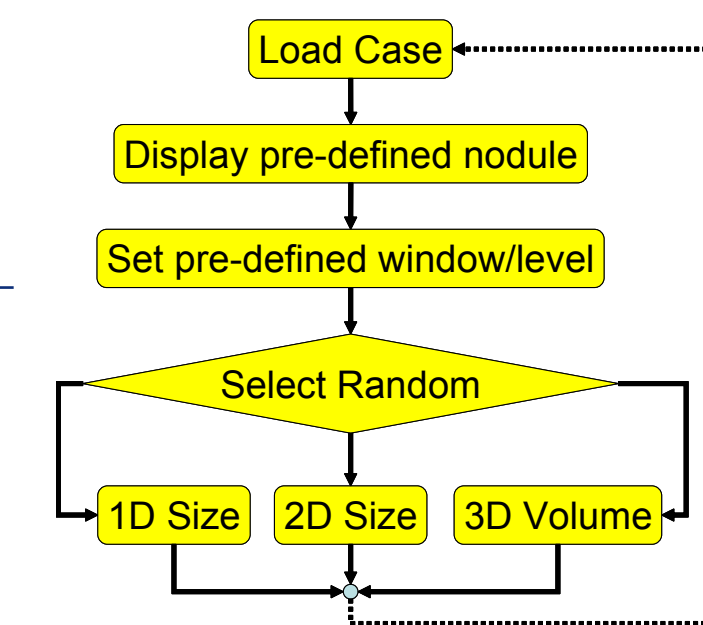 Load Case
Display pre-defined nodule
Set pre-defined window/level
Select Random
1D Size
2D Size
3D Volume